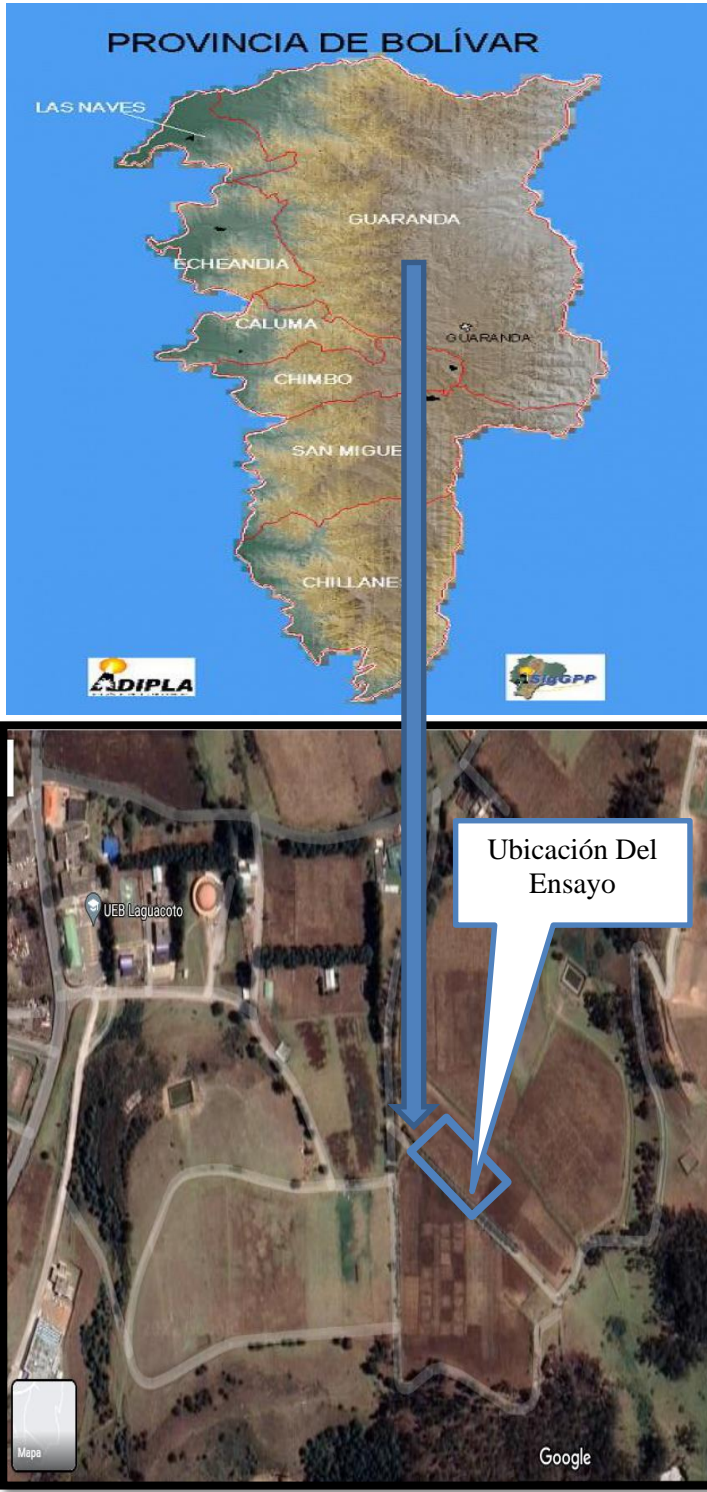 PROVINCIA DE BOLÍVAR
LAS NAVES
GUARANDA
ECHEANDIA
CALUMA
GUARANDA
CHIMBO
SAN MIGUE
CHILLANE
ADIPLA
SigGPP
Ubicación Del
Ensayo
UEB Laguacoto
Mapa
Google